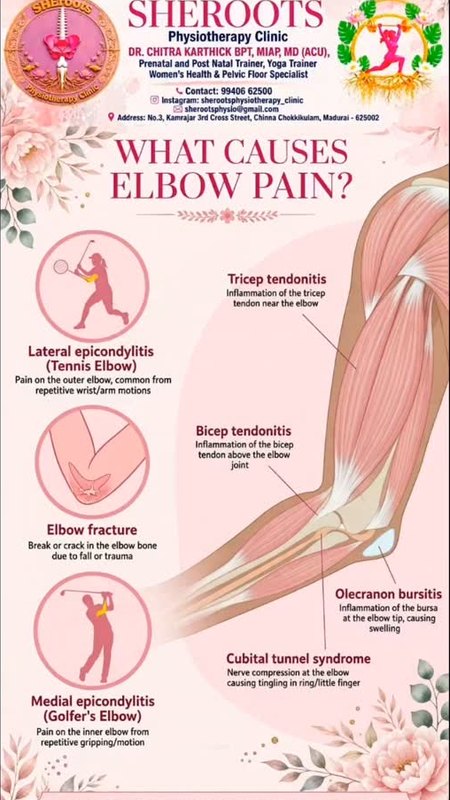 SHEROOTS
Physiotherapy Clinic
SHEROOTS
Physiotherapy Clinic
DR. CHITRA KARTHICK BPT, MIAP, MD (ACU),
Prenatal and Post Natal Trainer, Yoga Trainer
Women's Health & Pelvic Floor Specialist
Contact: 99406 62500
Instagram: sherootsphysiotherapy_clinic
sherootsphysio@gmail.com
Address: No.3, Kamrajar 3rd Cross Street, Chinna Chokkikulam, Madurai - 625002
WHAT CAUSES
ELBOW PAIN?
Lateral epicondylitis
(Tennis Elbow)
Pain on the outer elbow, common from
repetitive wrist/arm motions
Elbow fracture
Break or crack in the elbow bone
due to fall or trauma
Medial epicondylitis
(Golfer's Elbow)
Pain on the inner elbow from
repetitive gripping/motion
Tricep tendonitis
Inflammation of the tricep
tendon near the elbow
Bicep tendonitis
Inflammation of the bicep
tendon above the elbow
joint
Olecranon bursitis
Inflammation of the bursa
at the elbow tip, causing
swelling
Cubital tunnel syndrome
Nerve compression at the elbow
causing tingling in ring/little finger